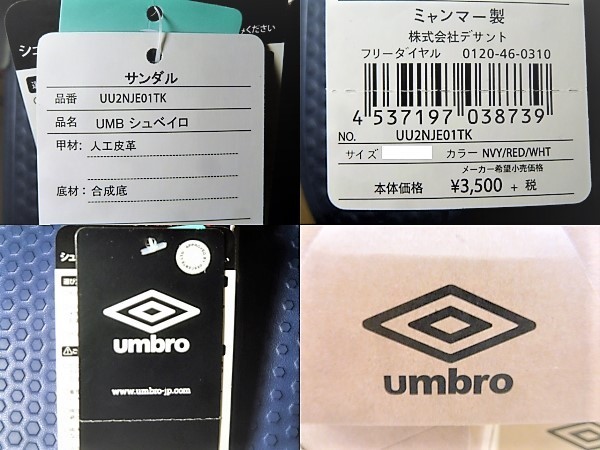 サンダル
品番 UU2NJE01TK
品名 UMB シュベイロ
甲材: 人工皮革
底材: 合成底
ミャンマー製
株式会社デサント
フリーダイヤル 0120-46-0310
4 537197 038739
NO. UU2NJE01TK
サイズ カラー NVY/RED/WHT
メーカー希望小売価格
本体価格 ¥3,500 + 税
umbro
www.umbro-jp.com
umbro